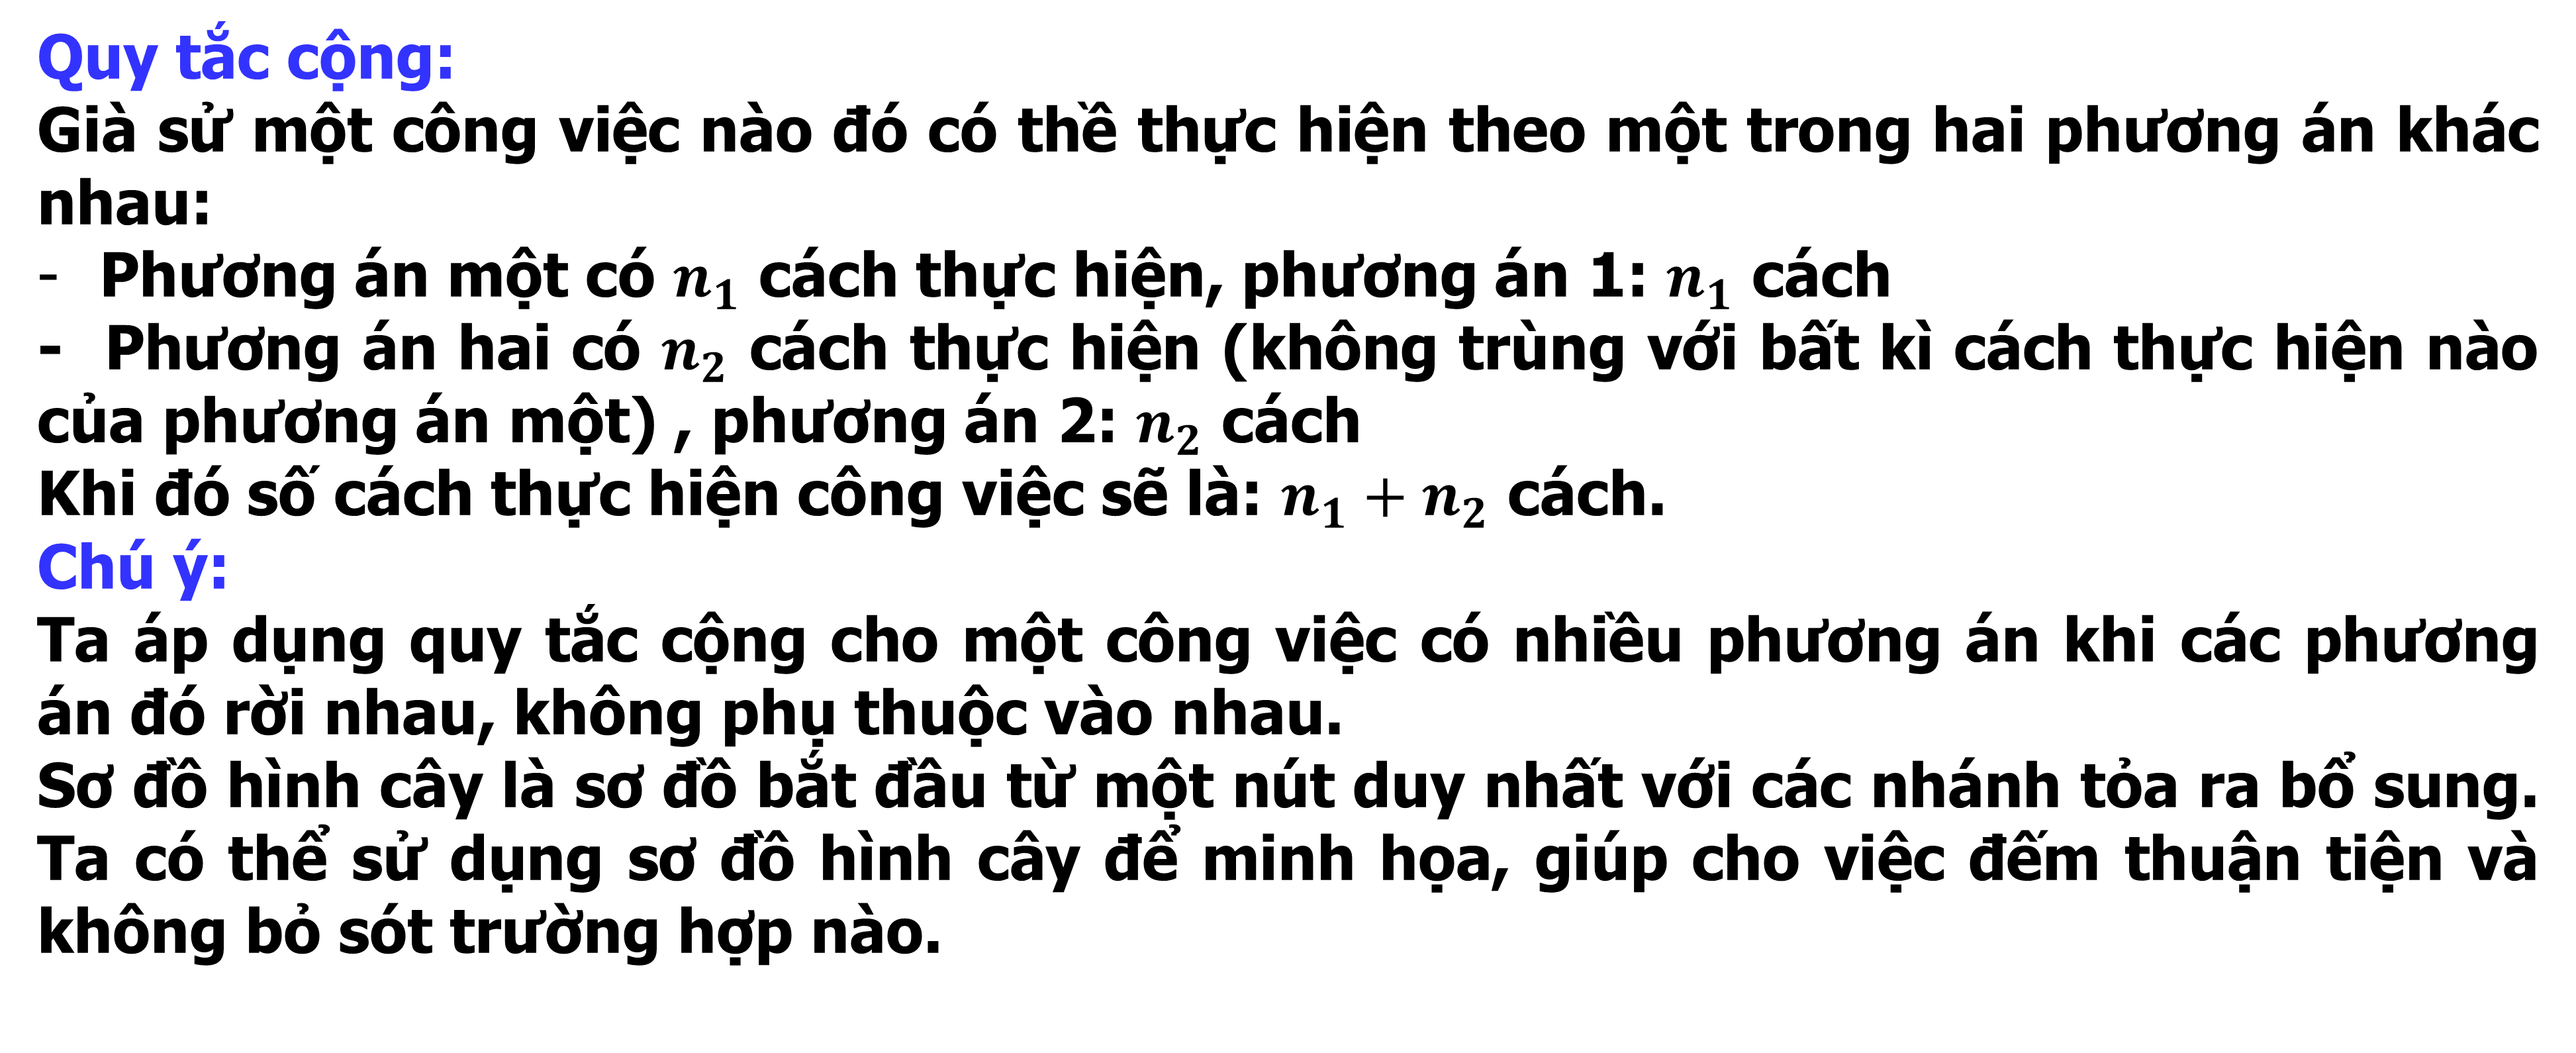 Quy tắc cộng:
Già sử một công việc nào đó có thề thực hiện theo một trong hai phương án khác
nhau:
- Phương án một có n₁ cách thực hiện, phương án 1: n₁ cách
- Phương án hai có n₂ cách thực hiện (không trùng với bất kì cách thực hiện nào
của phương án một) , phương án 2: n₂ cách
Khi đó số cách thực hiện công việc sẽ là: n₁ + n₂ cách.
Chú ý:
Ta áp dụng quy tắc cộng cho một công việc có nhiều phương án khi các phương
án đó rời nhau, không phụ thuộc vào nhau.
Sơ đồ hình cây là sơ đồ bắt đầu từ một nút duy nhất với các nhánh tỏa ra bổ sung.
Ta có thể sử dụng sơ đồ hình cây để minh họa, giúp cho việc đếm thuận tiện và
không bỏ sót trường hợp nào.